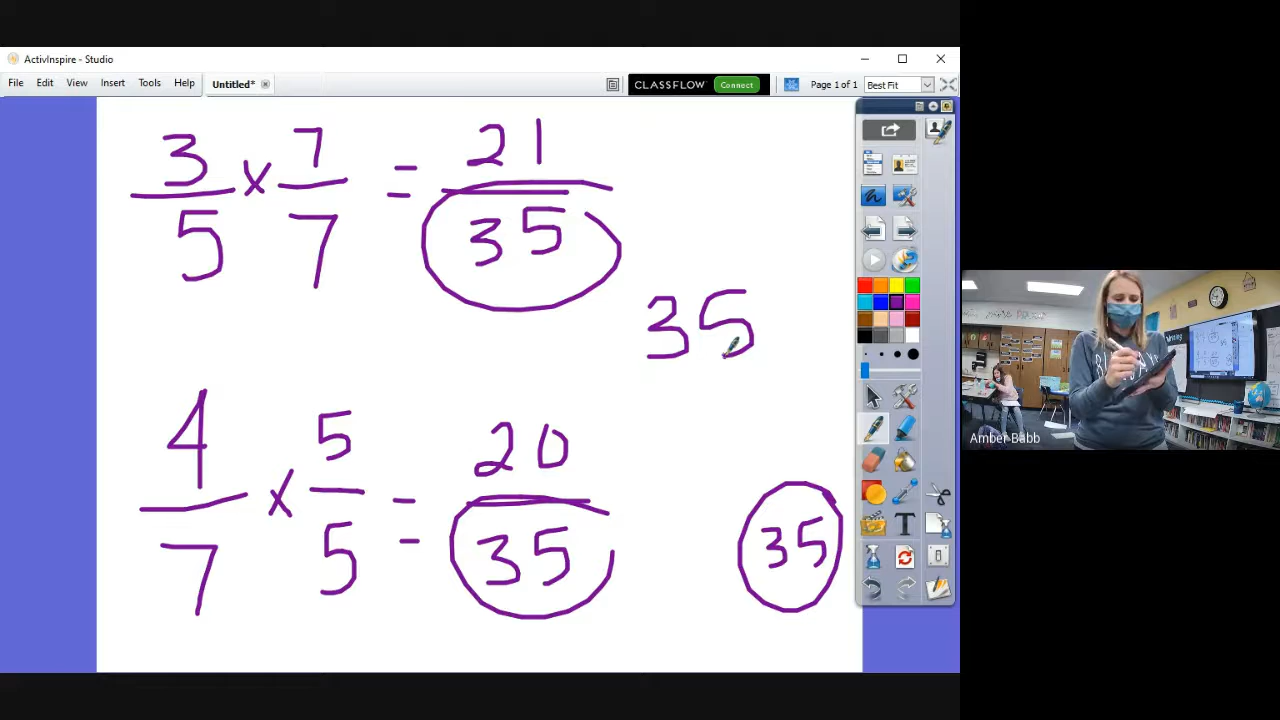 ActivInspire - Studio
File Edit View Insert Tools Help Untitled* CLASSFLOW Connect Page 1 of 1 Best Fit
3/5 x 7/7 = 21/35
35
4/7 x 5/5 = 20/35
35
T
Amber Babb